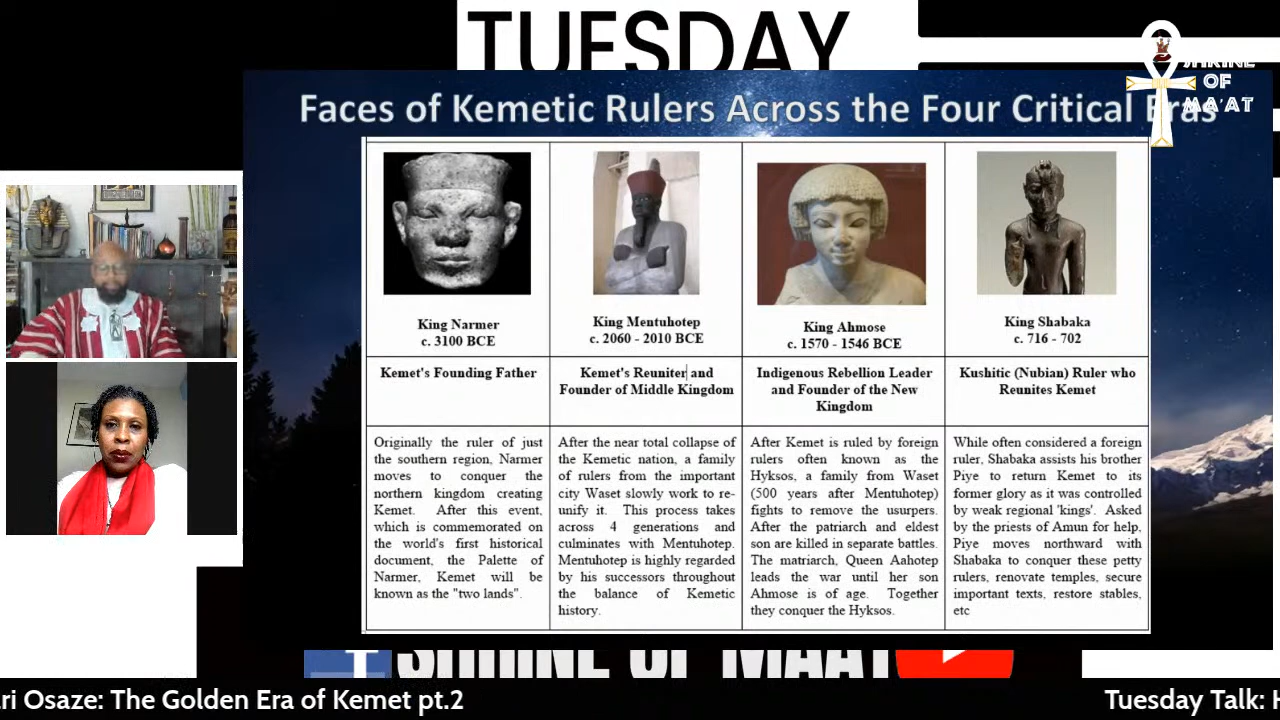 TUESDAY
SHRINE
OF
MA'AT
Faces of Kemetic Rulers Across the Four Critical Eras
King Narmer
c. 3100 BCE
King Mentuhotep
c. 2060 - 2010 BCE
King Ahmose
c. 1570 - 1546 BCE
King Shabaka
c. 716 - 702
Kemet's Founding Father
Kemet's Reuniter and
Founder of Middle Kingdom
Indigenous Rebellion Leader
and Founder of the New
Kingdom
Kushitic (Nubian) Ruler who
Reunites Kemet
Originally the ruler of just
the southern region, Narmer
moves to conquer the
northern kingdom creating
Kemet. After this event,
which is commemorated on
the world's first historical
document, the Palette of
Narmer, Kemet will be
known as the "two lands".
After the near total collapse of
the Kemetic nation, a family
of rulers from the important
city Waset slowly work to re-
unify it. This process takes
across 4 generations and
culminates with Mentuhotep.
Mentuhotep is highly regarded
by his successors throughout
the balance of Kemetic
history.
After Kemet is ruled by foreign
rulers often known as the
Hyksos, a family from Waset
(500 years after Mentuhotep)
fights to remove the usurpers.
After the patriarch and eldest
son are killed in separate battles.
The matriarch, Queen Aahotep
leads the war until her son
Ahmose is of age. Together
they conquer the Hyksos.
While often considered a foreign
ruler, Shabaka assists his brother
Piye to return Kemet to its
former glory as it was controlled
by weak regional 'kings'. Asked
by the priests of Amun for help,
Piye moves northward with
Shabaka to conquer these petty
rulers, renovate temples, secure
important texts, restore stables,
etc
SHRINE OF MAAT
ri Osaze: The Golden Era of Kemet pt.2
Tuesday Talk: H